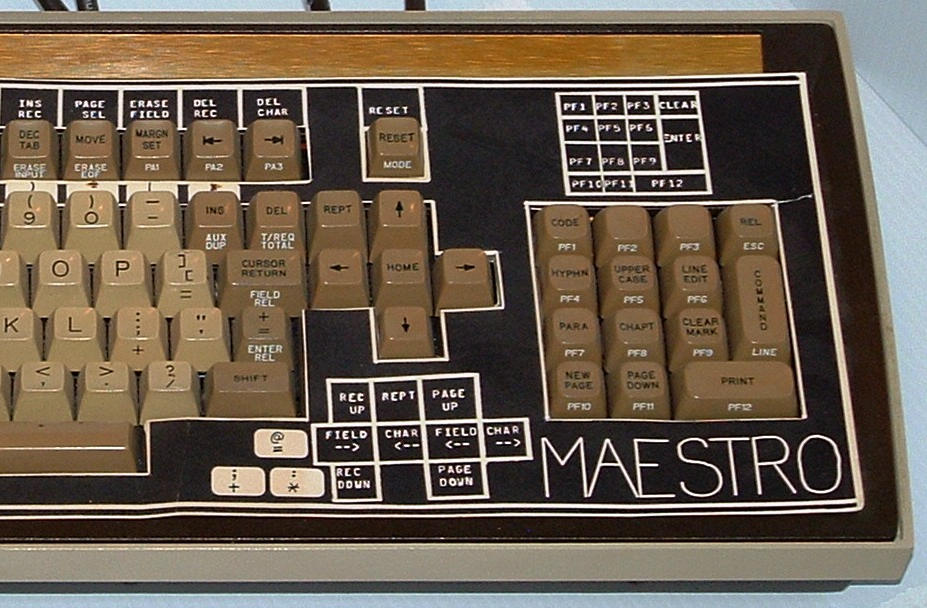 INS REC PAGE SEL ERASE FIELD DEL REC DEL CHAR RESET
DEC TAB MOVE MARGN SET RESET
ERASE INPUT ERASE EOF PA1 PA2 PA3 MODE
PF1 PF2 PF3 CLEAR
PF4 PF5 PF6 ENTER
PF7 PF8 PF9
PF10 PF11 PF12
( 9 ) 0 — - INS DEL REPT ↑
AUX DUP T/REQ TOTAL
CODE REL
PF1 PF2 PF3 ESC
O P ] [ = CURSOR RETURN ← HOME →
FIELD REL
HYPHN UPPER CASE LINE EDIT COMMAND
PF4 PF5 PF6
K L : ; + " ' + = ↓
ENTER REL
PARA CHAPT CLEAR MARK
PF7 PF8 PF9 LINE
< , > . ? / SHIFT
NEW PAGE PAGE DOWN PRINT
PF10 PF11 PF12
REC UP REPT PAGE UP
FIELD --> CHAR <-- FIELD <-- CHAR -->
REC DOWN PAGE DOWN
@ =
; + : *
MAESTRO